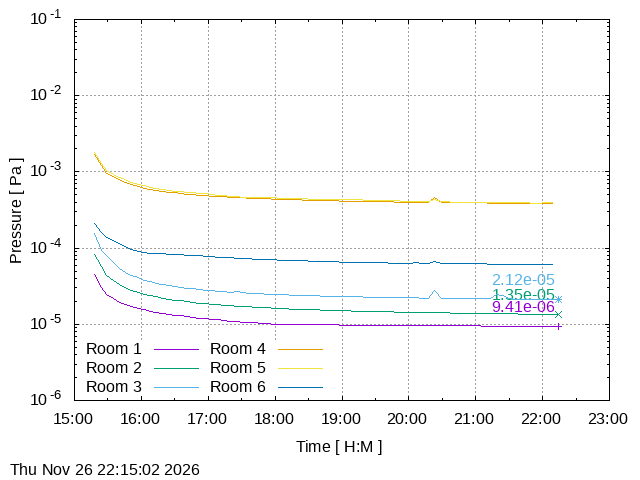 10^-1
10^-2
10^-3
10^-4
10^-5
10^-6
Pressure [ Pa ]
2.12e-05
1.35e-05
9.41e-06
Room 1 Room 4
Room 2 Room 5
Room 3 Room 6
15:00 16:00 17:00 18:00 19:00 20:00 21:00 22:00 23:00
Time [ H:M ]
Thu Nov 26 22:15:02 2026